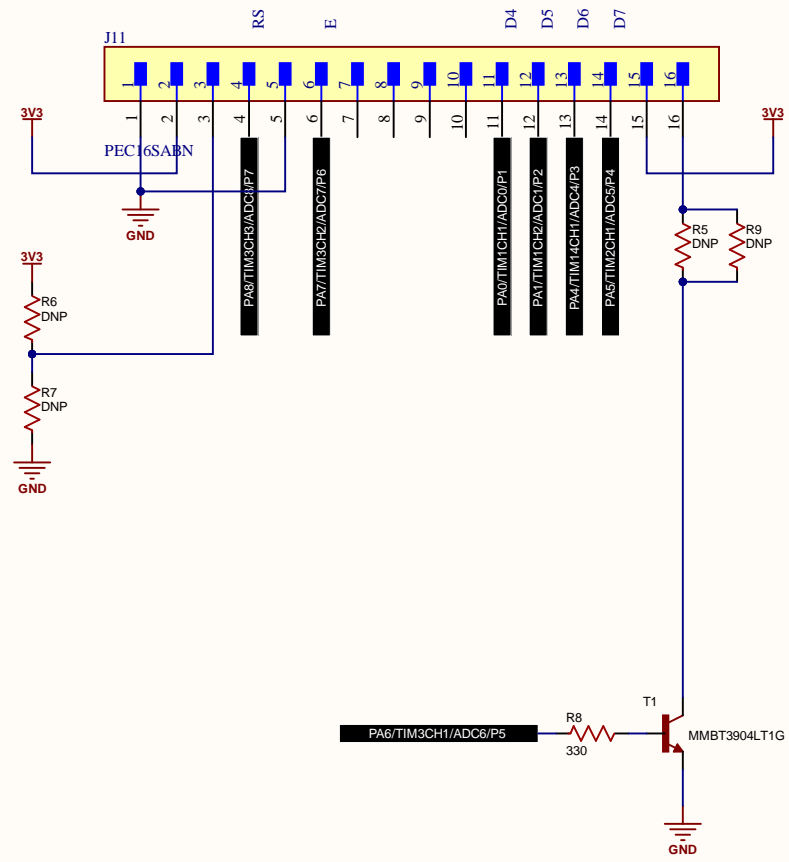 RS
E
D4
D5
D6
D7
J11
1
2
3
4
5
6
7
8
9
10
11
12
13
14
15
16
3V3
1
2
3
4
5
6
7
8
9
10
11
12
13
14
15
16
3V3
PEC16SABN
PA8/TIM3CH3/ADC8/P7
PA7/TIM3CH2/ADC7/P6
PA0/TIM1CH1/ADC0/P1
PA1/TIM1CH2/ADC1/P2
PA4/TIM14CH1/ADC4/P3
PA5/TIM2CH1/ADC5/P4
GND
R5
DNP
R9
DNP
3V3
R6
DNP
R7
DNP
GND
T1
PA6/TIM3CH1/ADC6/P5
R8
330
MMBT3904LT1G
GND